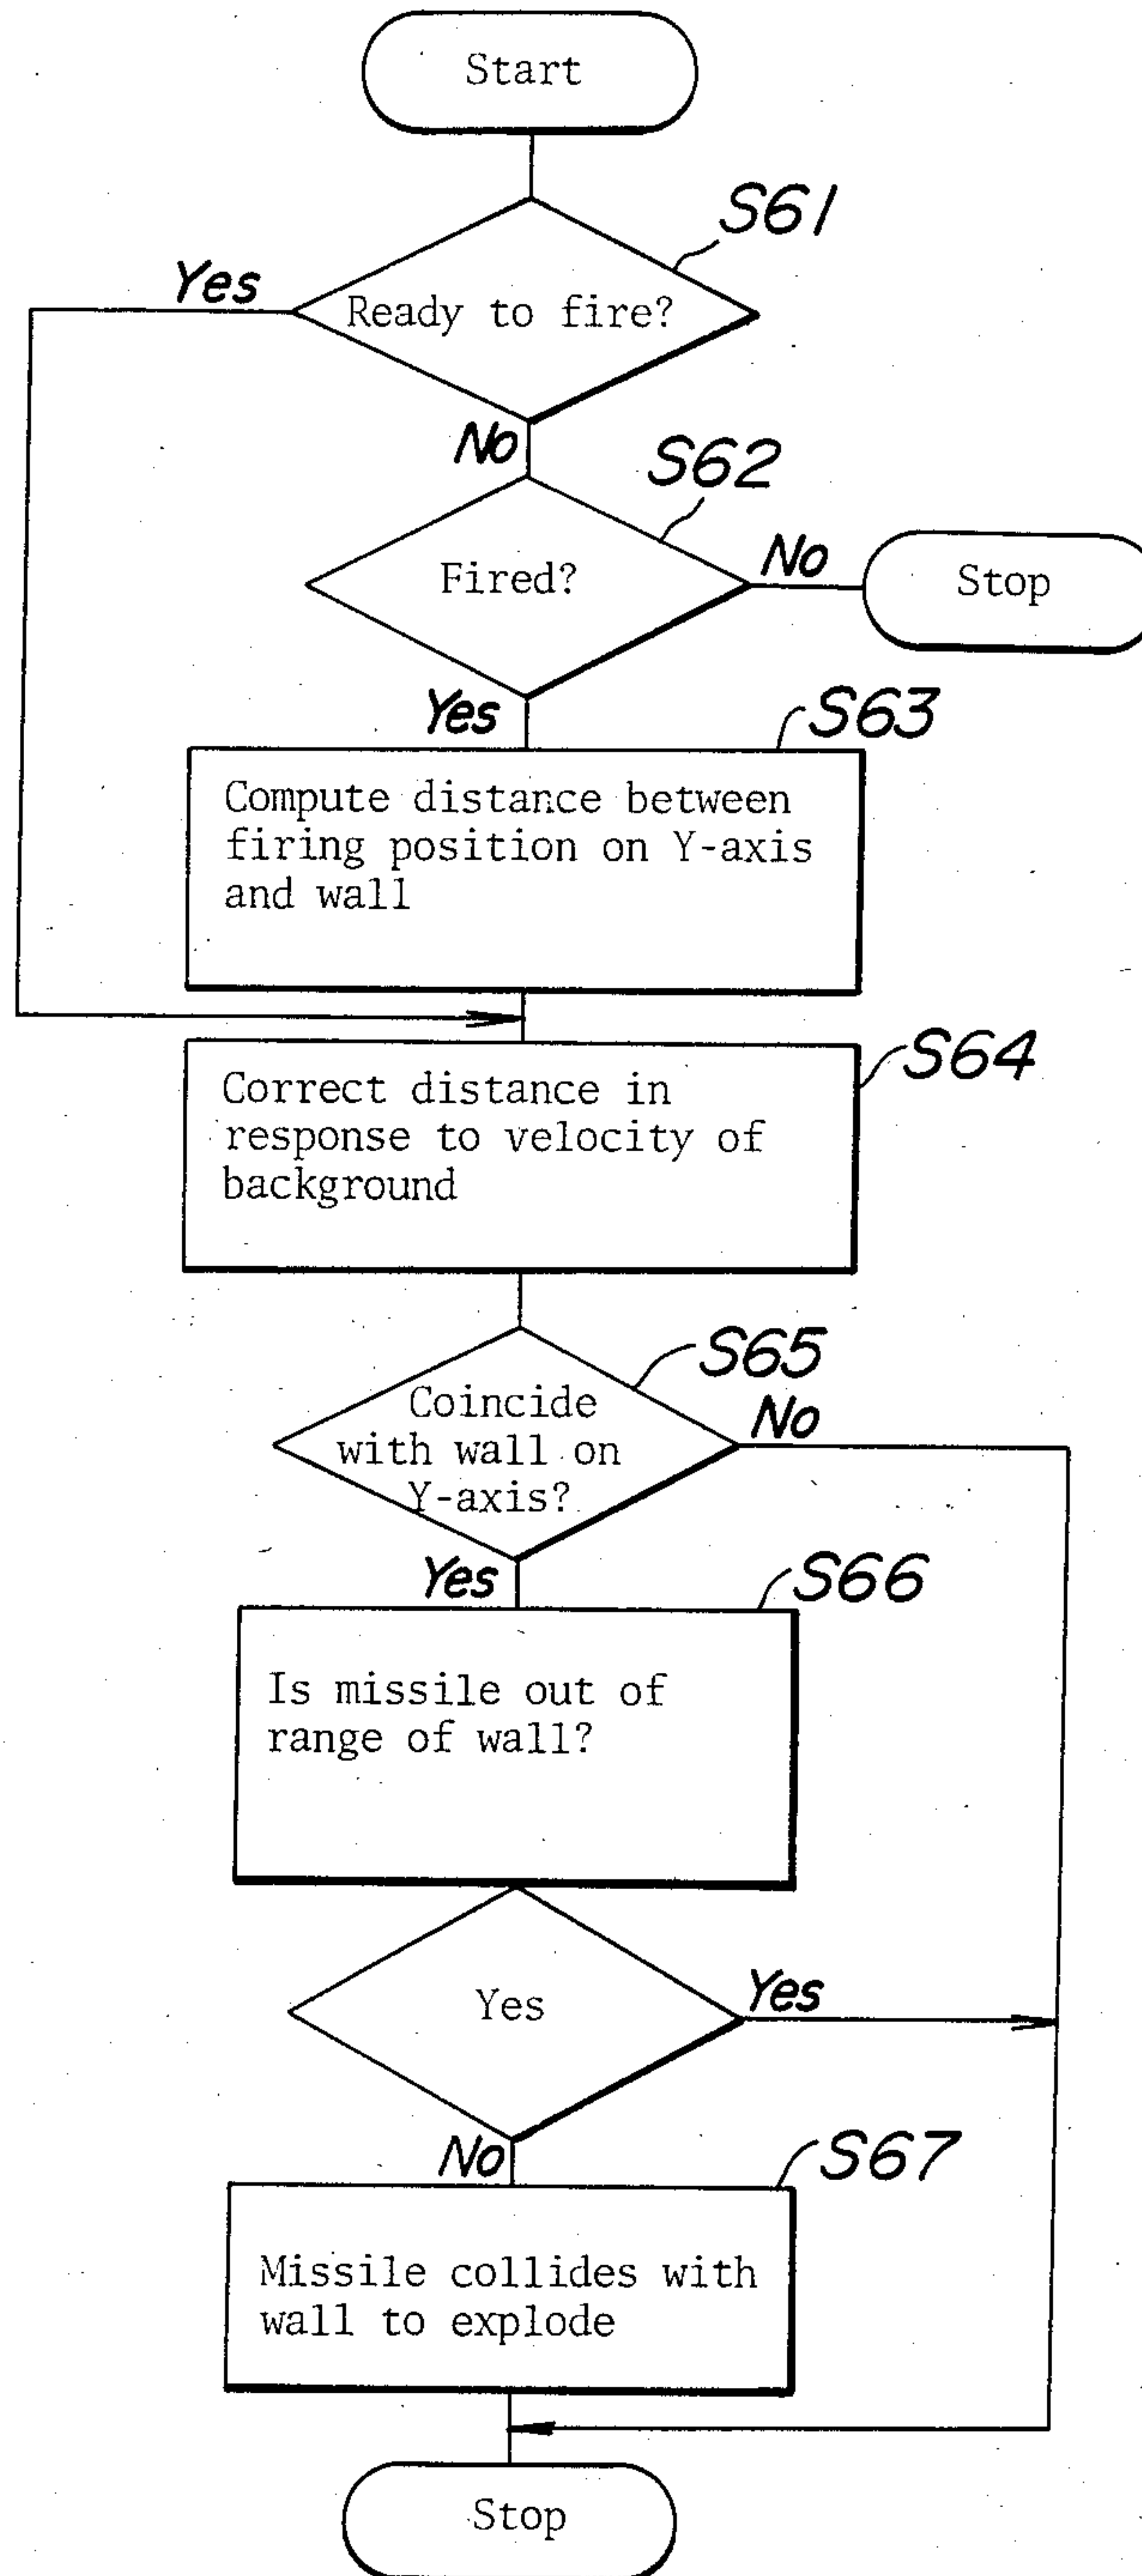 Start
S61
Yes
Ready to fire?
No
S62
Fired?
No
Stop
Yes
S63
Compute distance between
firing position on Y-axis
and wall
S64
Correct distance in
response to velocity of
background
S65
Coincide
with wall on
Y-axis?
No
Yes
S66
Is missile out of
range of wall?
Yes
Yes
No
S67
Missile collides with
wall to explode
Stop